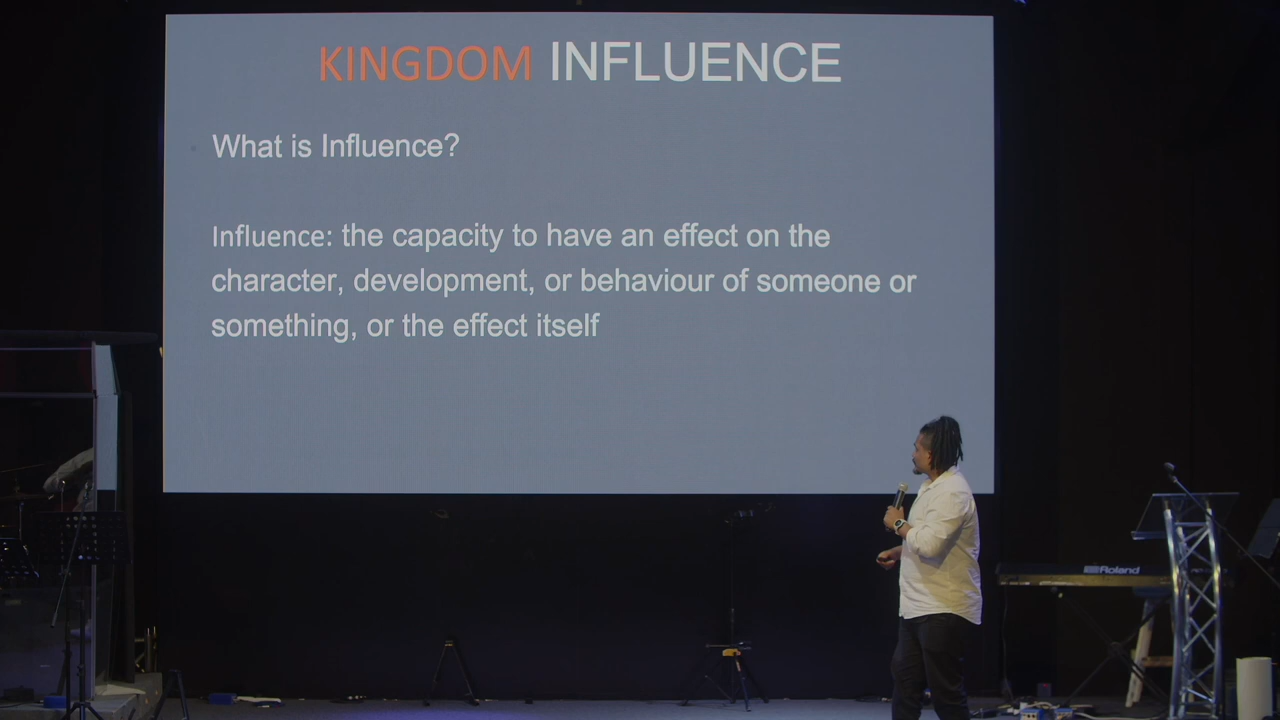 KINGDOM INFLUENCE
What is Influence?
Influence: the capacity to have an effect on the
character, development, or behaviour of someone or
something, or the effect itself
Roland